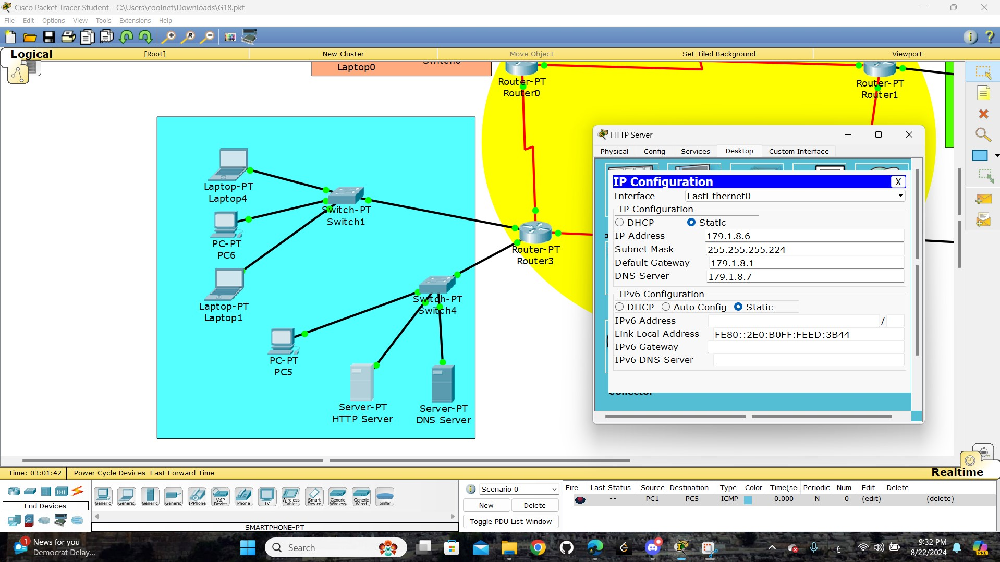 Cisco Packet Tracer Student - C:\Users\coolnet\Downloads\G18.pkt
File Edit Options View Tools Extensions Help
Logical [Root] New Cluster Move Object Set Tiled Background Viewport
Laptop0
Router-PT
Router0
Router-PT
Router1
Laptop-PT
Laptop4
Switch-PT
Switch1
PC-PT
PC6
Router-PT
Router3
Laptop-PT
Laptop1
Switch-PT
Switch4
PC-PT
PC5
Server-PT
HTTP Server
Server-PT
DNS Server
HTTP Server
Physical Config Services Desktop Custom Interface
IP Configuration X
Interface FastEthernet0
IP Configuration
DHCP Static
IP Address 179.1.8.6
Subnet Mask 255.255.255.224
Default Gateway 179.1.8.1
DNS Server 179.1.8.7
IPv6 Configuration
DHCP Auto Config Static
IPv6 Address /
Link Local Address FE80::2E0:B0FF:FEED:3B44
IPv6 Gateway
IPv6 DNS Server
Time: 03:01:42 Power Cycle Devices Fast Forward Time Realtime
End Devices
Generic Generic Generic Generic IPPhone VoIP Device Phone TV Wireless Tablet Smart Device Generic Wireless Generic Wired Sniffer
SMARTPHONE-PT
Scenario 0
New Delete
Toggle PDU List Window
Fire Last Status Source Destination Type Color Time(sec Periodic Num Edit Delete
-- PC1 PC5 ICMP 0.000 N 0 (edit) (delete)
1 News for you
Democrat Delay...
Search
ع
9:32 PM
8/22/2024
PRE